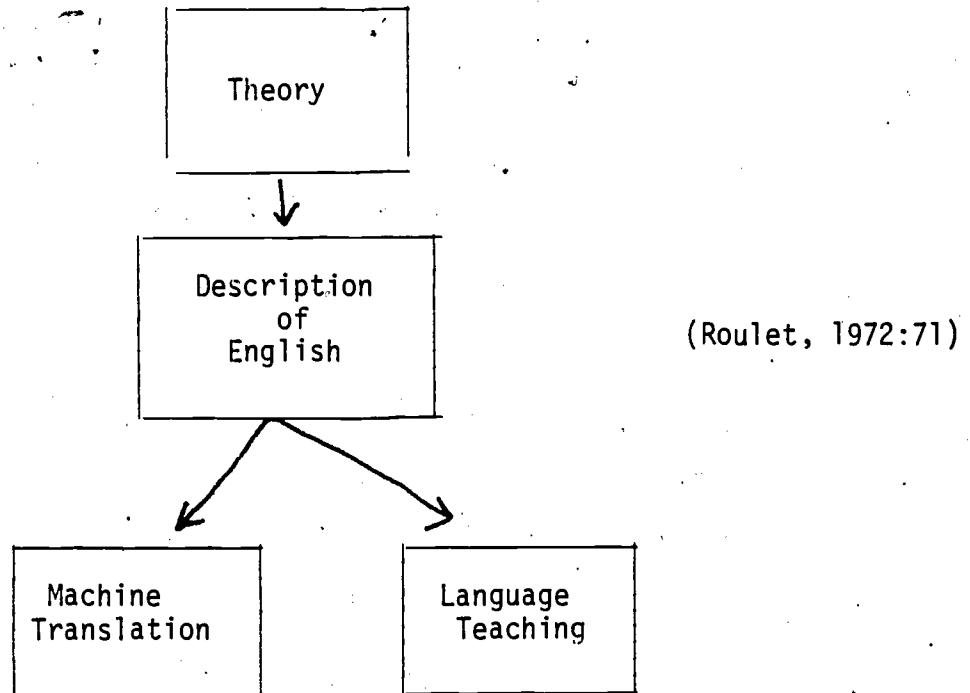 Theory
Description
of
English
(Roulet, 1972:71)
Machine
Translation
Language
Teaching